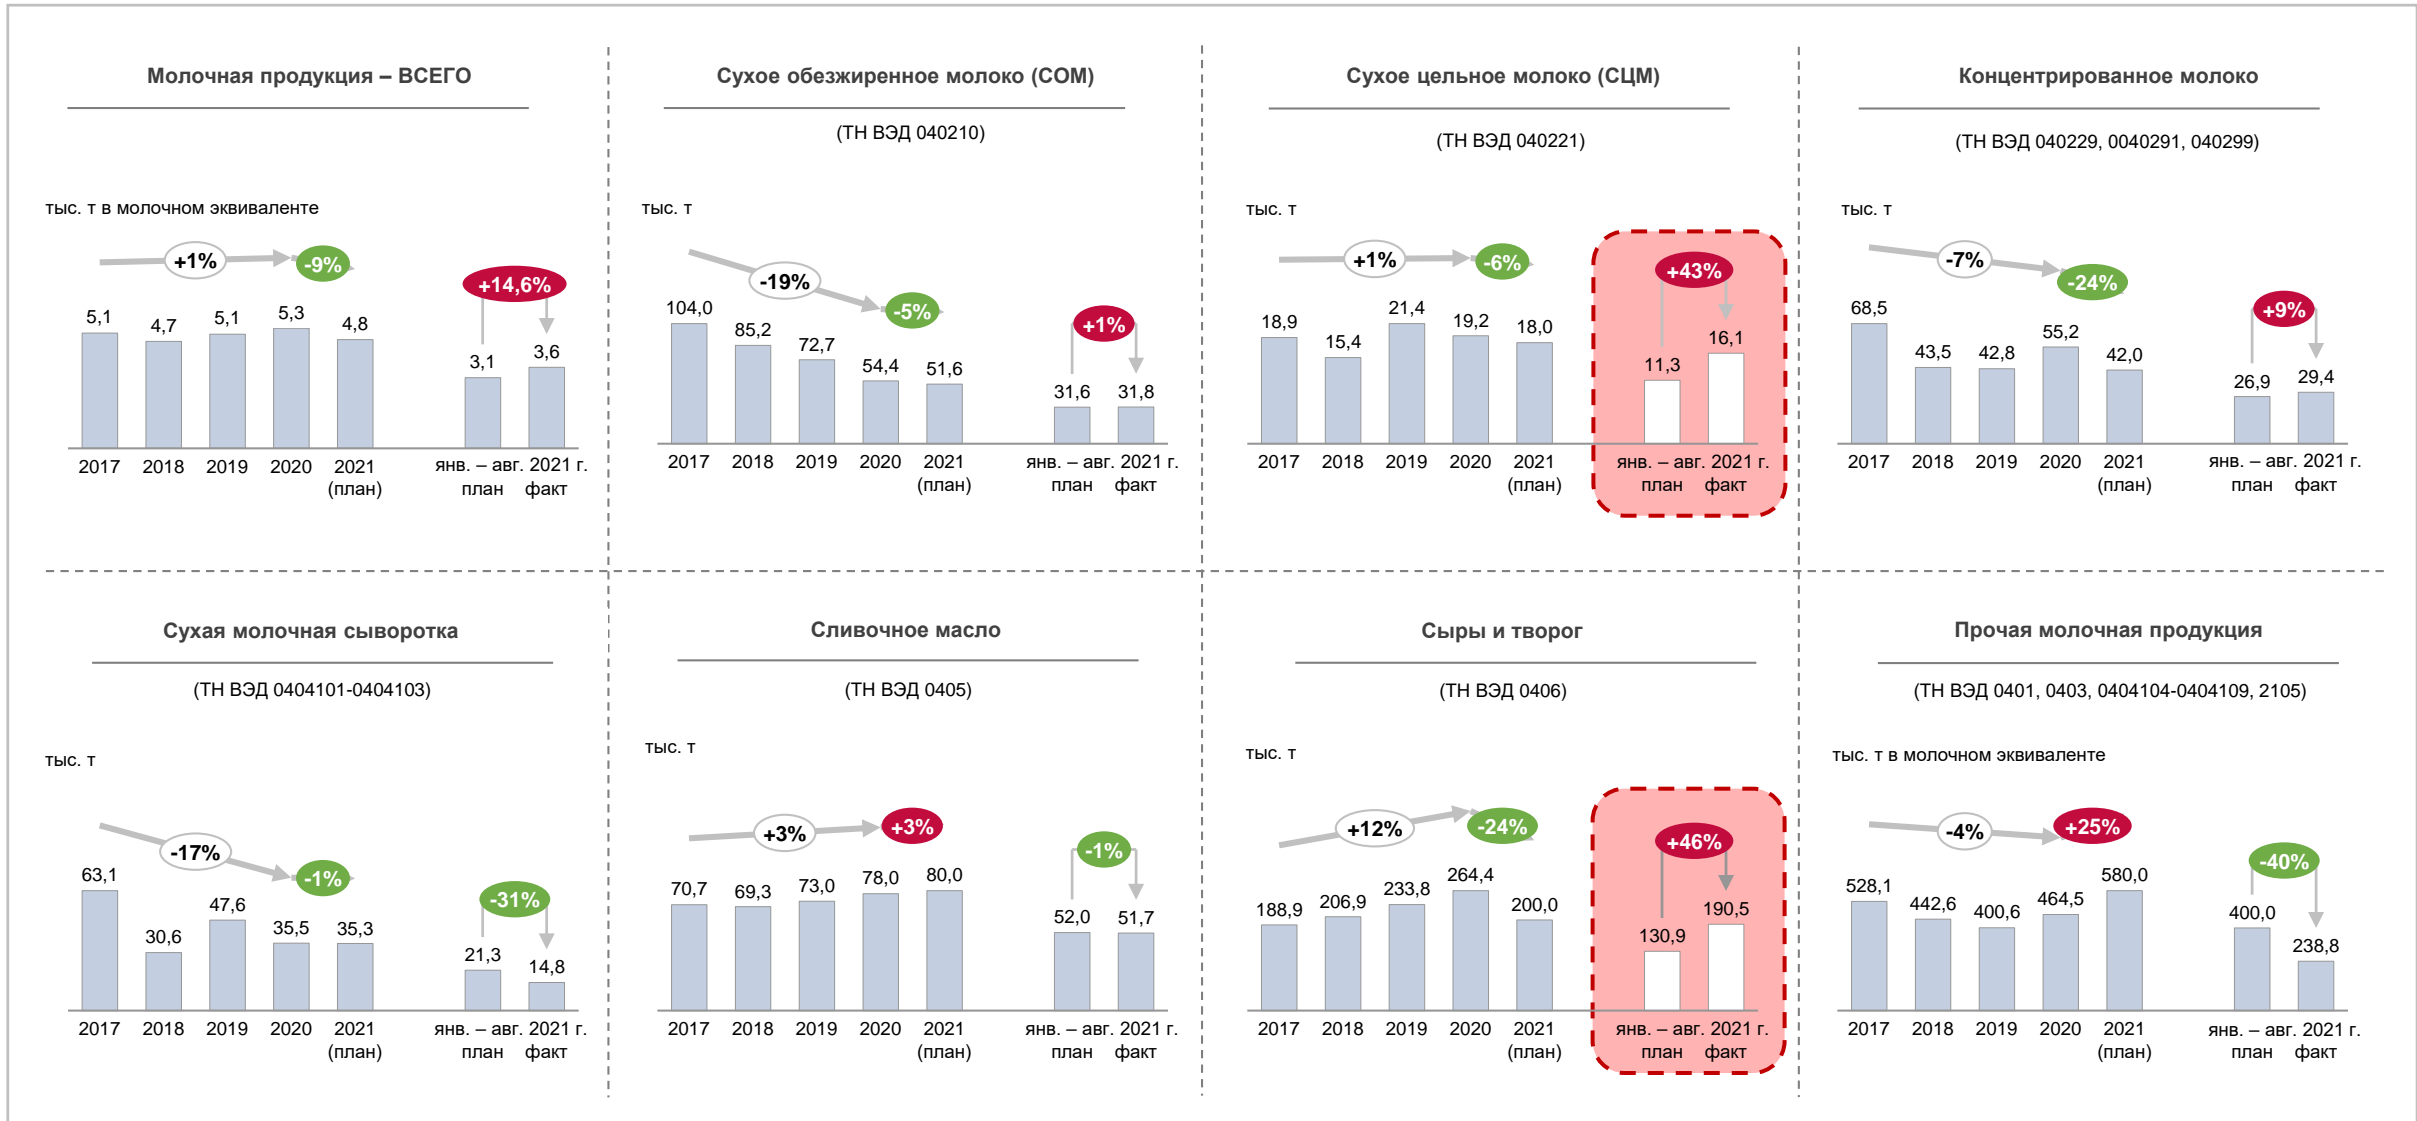 Молочная продукция – ВСЕГО
тыс. т в молочном эквиваленте
+1%
-9%
+14,6%
5,1
4,7
5,1
5,3
4,8
3,1
3,6
2017
2018
2019
2020
2021
(план)
янв. – авг. 2021 г.
план
факт
Сухое обезжиренное молоко (СОМ)
(ТН ВЭД 040210)
тыс. т
-19%
-5%
+1%
104,0
85,2
72,7
54,4
51,6
31,6
31,8
2017
2018
2019
2020
2021
(план)
янв. – авг. 2021 г.
план
факт
Сухое цельное молоко (СЦМ)
(ТН ВЭД 040221)
тыс. т
+1%
-6%
+43%
18,9
15,4
21,4
19,2
18,0
11,3
16,1
2017
2018
2019
2020
2021
(план)
янв. – авг. 2021 г.
план
факт
Концентрированное молоко
(ТН ВЭД 040229, 0040291, 040299)
тыс. т
-7%
-24%
+9%
68,5
43,5
42,8
55,2
42,0
26,9
29,4
2017
2018
2019
2020
2021
(план)
янв. – авг. 2021 г.
план
факт
Сухая молочная сыворотка
(ТН ВЭД 0404101-0404103)
тыс. т
-17%
-1%
-31%
63,1
30,6
47,6
35,5
35,3
21,3
14,8
2017
2018
2019
2020
2021
(план)
янв. – авг. 2021 г.
план
факт
Сливочное масло
(ТН ВЭД 0405)
тыс. т
+3%
+3%
-1%
70,7
69,3
73,0
78,0
80,0
52,0
51,7
2017
2018
2019
2020
2021
(план)
янв. – авг. 2021 г.
план
факт
Сыры и творог
(ТН ВЭД 0406)
тыс. т
+12%
-24%
+46%
188,9
206,9
233,8
264,4
200,0
130,9
190,5
2017
2018
2019
2020
2021
(план)
янв. – авг. 2021 г.
план
факт
Прочая молочная продукция
(ТН ВЭД 0401, 0403, 0404104-0404109, 2105)
тыс. т в молочном эквиваленте
-4%
+25%
-40%
528,1
442,6
400,6
464,5
580,0
400,0
238,8
2017
2018
2019
2020
2021
(план)
янв. – авг. 2021 г.
план
факт